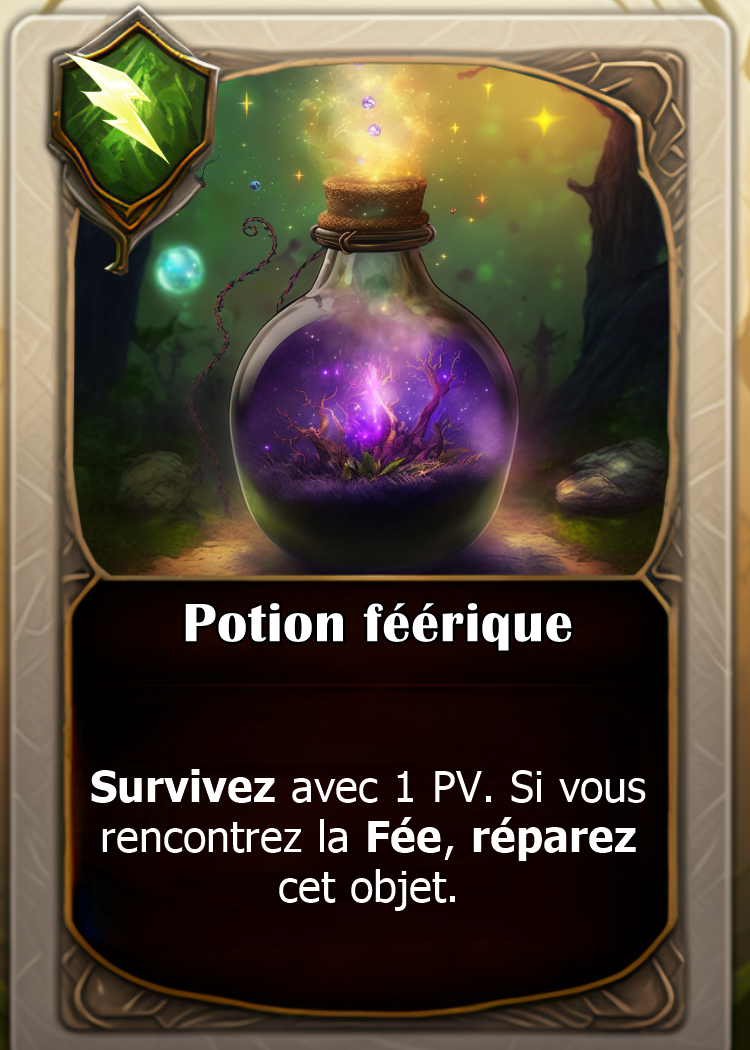 Potion féérique
Survivez avec 1 PV. Si vous
rencontrez la Fée, réparez
cet objet.